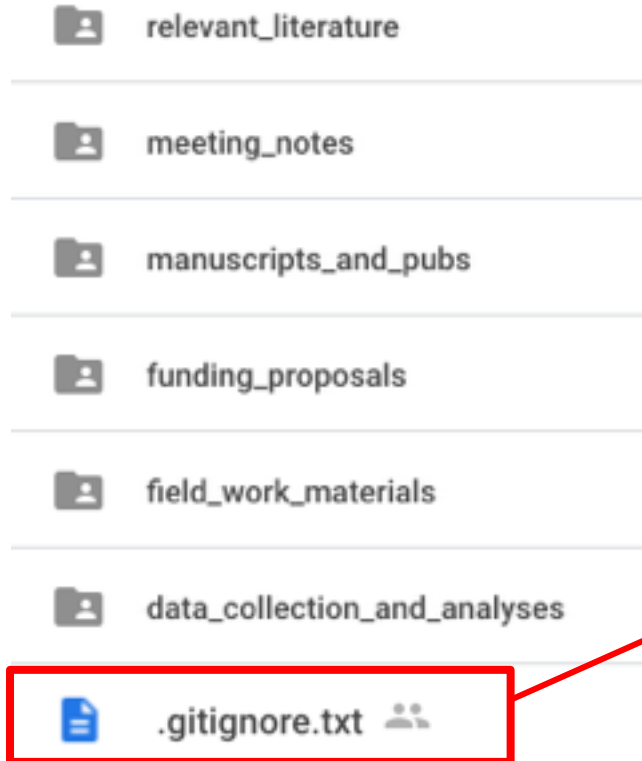 relevant_literature
meeting_notes
manuscripts_and_pubs
funding_proposals
field_work_materials
data_collection_and_analyses
.gitignore.txt